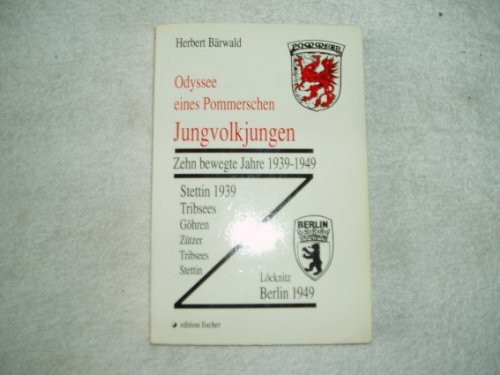 Herbert Bärwald
POMMERN
Odyssee
eines Pommerschen
Jungvolkjungen
Zehn bewegte Jahre 1939-1949
Stettin 1939
Tribsees
Göhren
Zützer
Tribsees
Stettin
BERLIN
Löcknitz
Berlin 1949
edition fischer